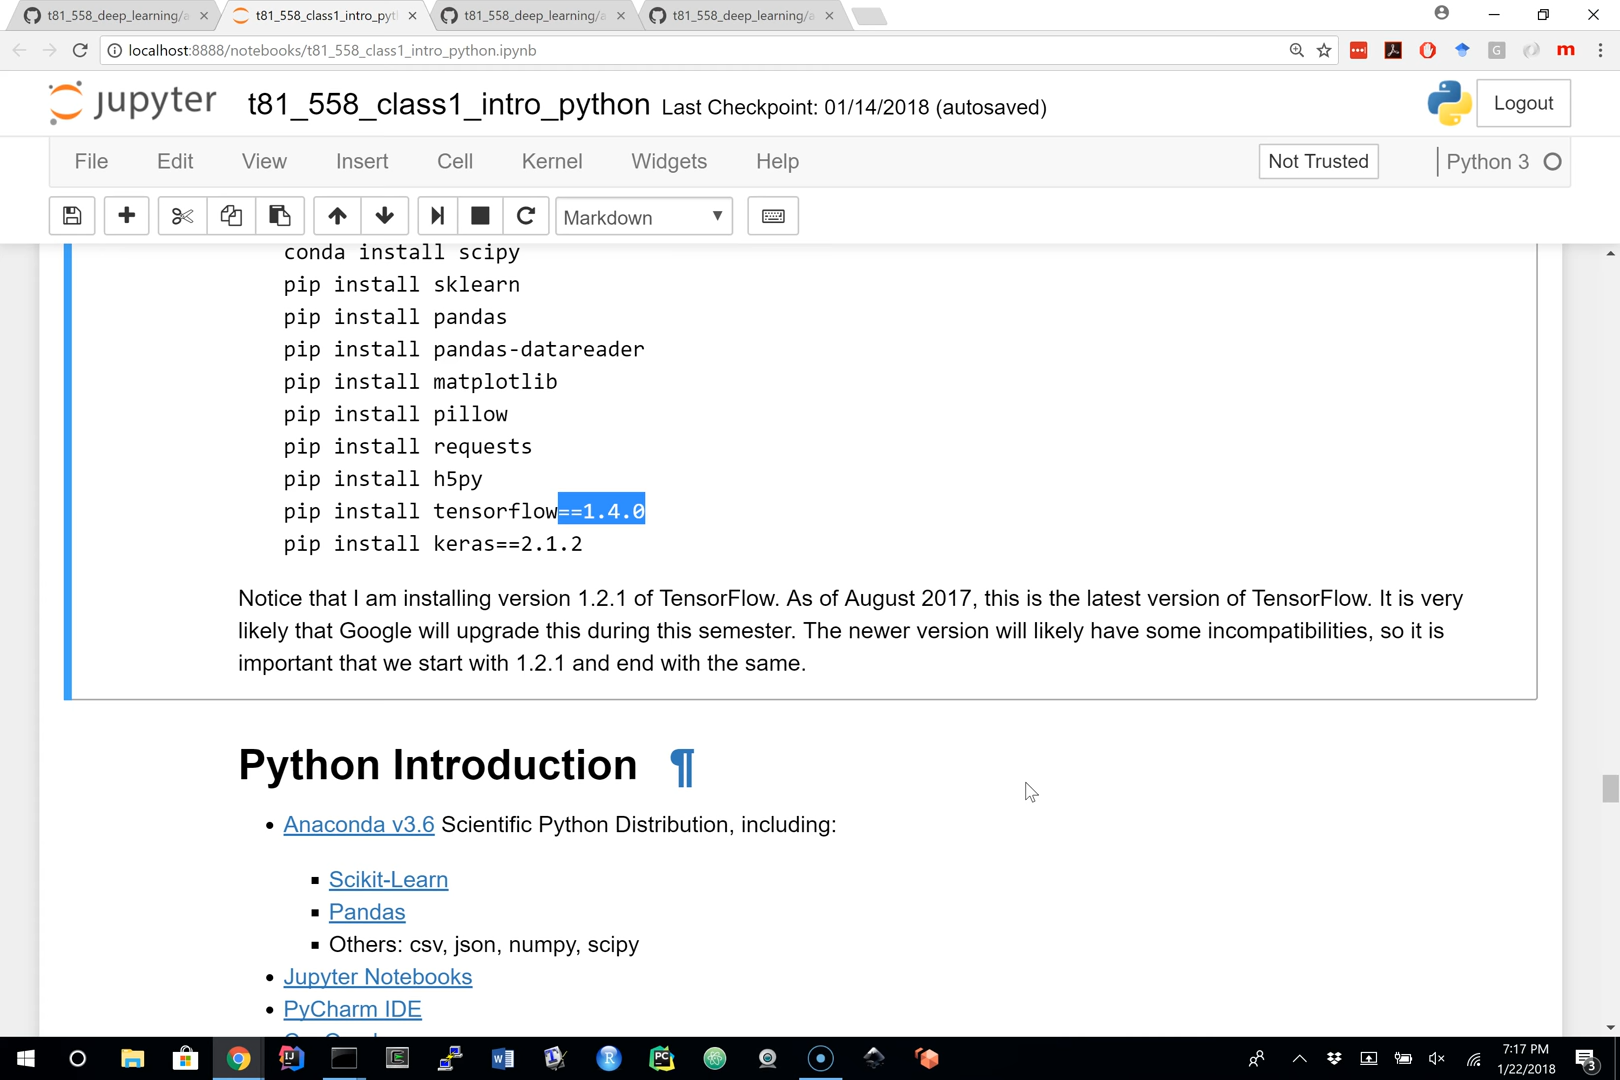 t81_558_deep_learning/a
t81_558_class1_intro_pyt
t81_558_deep_learning/a
t81_558_deep_learning/a
localhost:8888/notebooks/t81_558_class1_intro_python.ipynb
G
m
jupyter t81_558_class1_intro_python Last Checkpoint: 01/14/2018 (autosaved) Logout
File Edit View Insert Cell Kernel Widgets Help Not Trusted Python 3
Markdown
conda install scipy
pip install sklearn
pip install pandas
pip install pandas-datareader
pip install matplotlib
pip install pillow
pip install requests
pip install h5py
pip install tensorflow==1.4.0
pip install keras==2.1.2
Notice that I am installing version 1.2.1 of TensorFlow. As of August 2017, this is the latest version of TensorFlow. It is very
likely that Google will upgrade this during this semester. The newer version will likely have some incompatibilities, so it is
important that we start with 1.2.1 and end with the same.
Python Introduction ¶
• Anaconda v3.6 Scientific Python Distribution, including:
▪ Scikit-Learn
▪ Pandas
▪ Others: csv, json, numpy, scipy
• Jupyter Notebooks
• PyCharm IDE
7:17 PM
1/22/2018
3